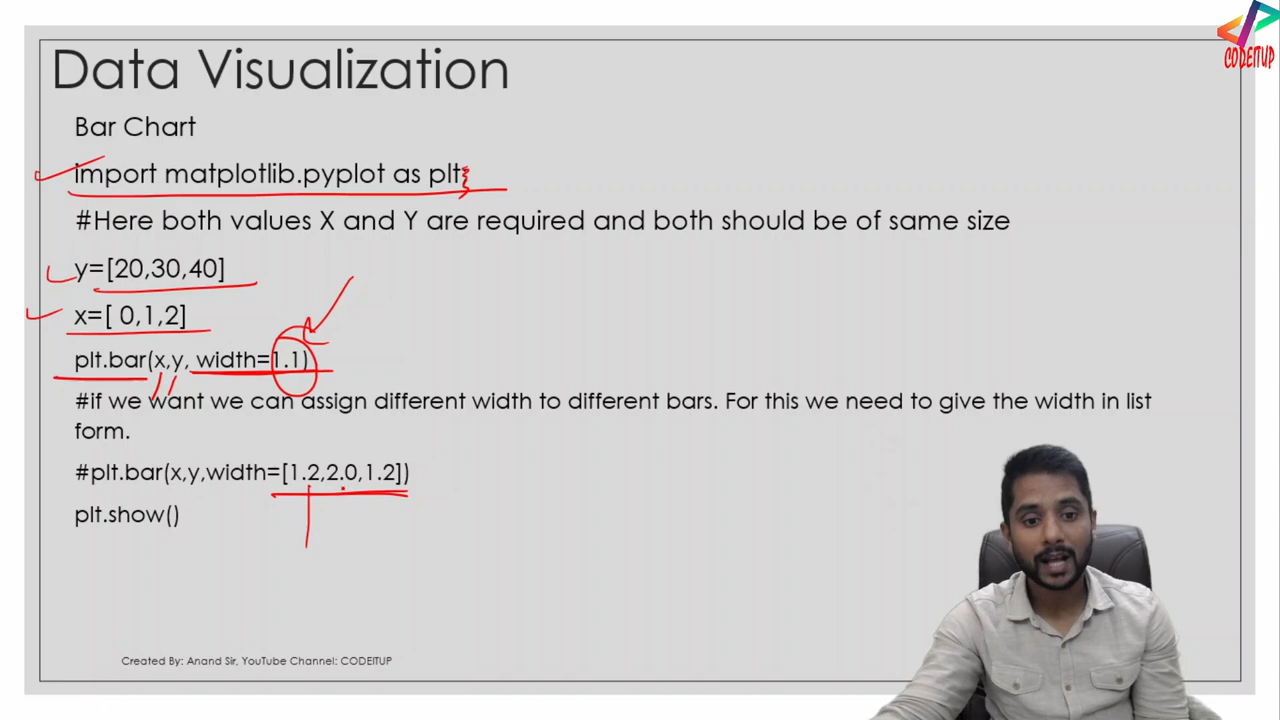 CODEITUP
Data Visualization
Bar Chart
import matplotlib.pyplot as plt
#Here both values X and Y are required and both should be of same size
y=[20,30,40]
x=[ 0,1,2]
plt.bar(x,y, width=1.1)
#if we want we can assign different width to different bars. For this we need to give the width in list
form.
#plt.bar(x,y,width=[1.2,2.0,1.2])
plt.show()
Created By: Anand Sir, YouTube Channel: CODEITUP